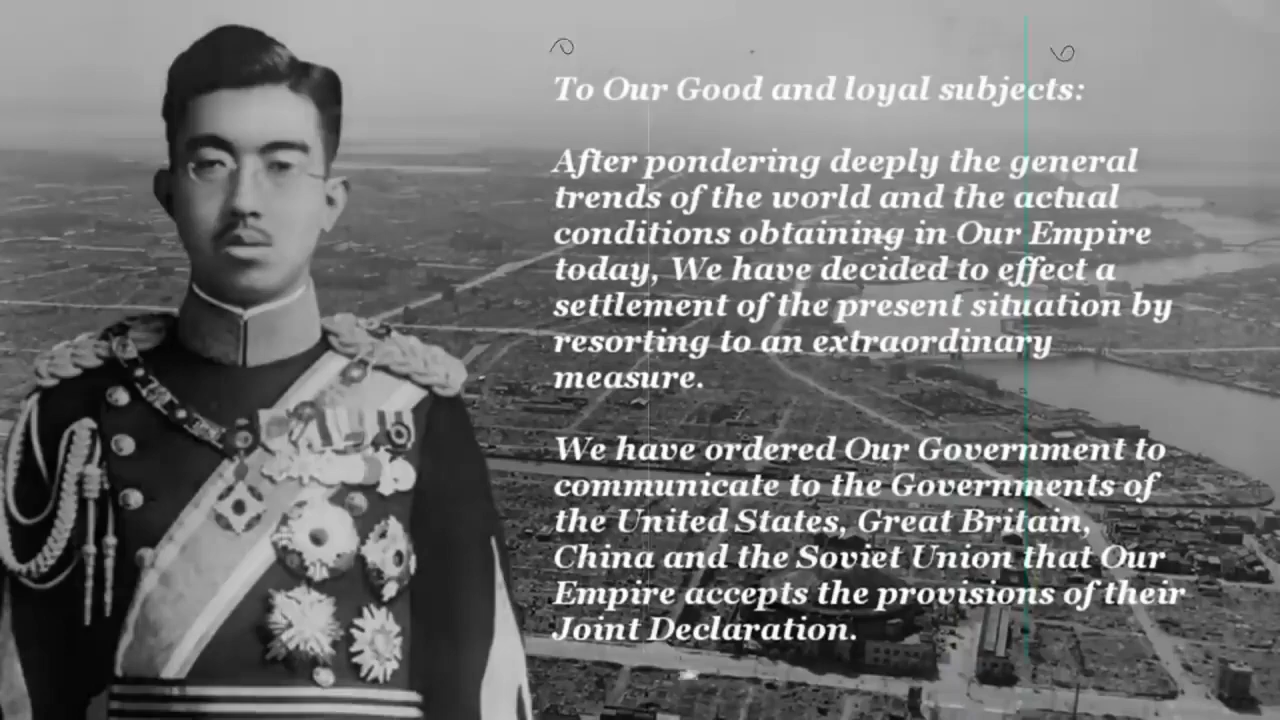 To Our Good and loyal subjects:
After pondering deeply the general
trends of the world and the actual
conditions obtaining in Our Empire
today, We have decided to effect a
settlement of the present situation by
resorting to an extraordinary
measure.
We have ordered Our Government to
communicate to the Governments of
the United States, Great Britain,
China and the Soviet Union that Our
Empire accepts the provisions of their
Joint Declaration.